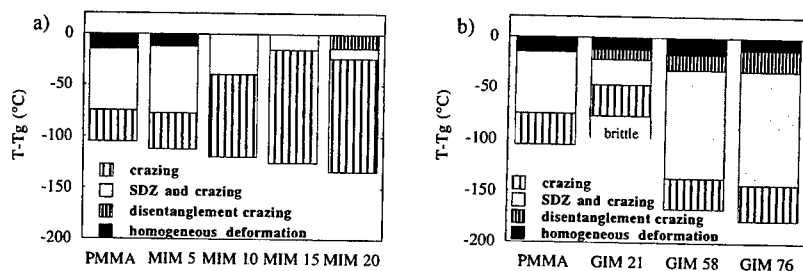 a)
0
-50
-100
-150
-200
T-Tg (°C)
crazing
SDZ and crazing
disentanglement crazing
homogeneous deformation
PMMA MIM 5 MIM 10 MIM 15 MIM 20
b)
0
-50
-100
-150
-200
T-Tg (°C)
brittle
crazing
SDZ and crazing
disentanglement crazing
homogeneous deformation
PMMA GIM 21 GIM 58 GIM 76